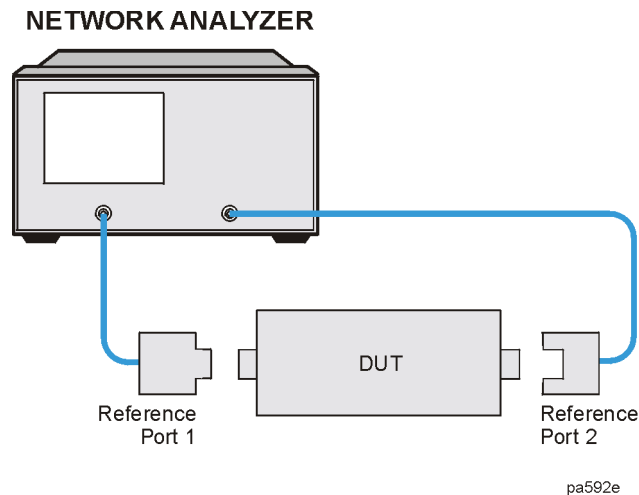 NETWORK ANALYZER
DUT
Reference
Port 1
Reference
Port 2
pa592e